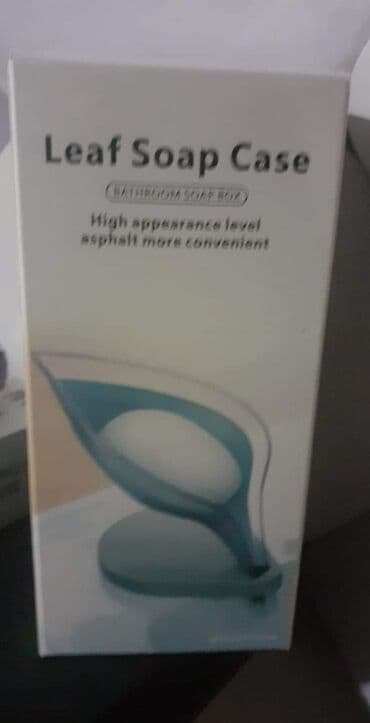 Leaf Soap Case
BATHROOM SOAP BOX
High appearance level
asphalt more convenient